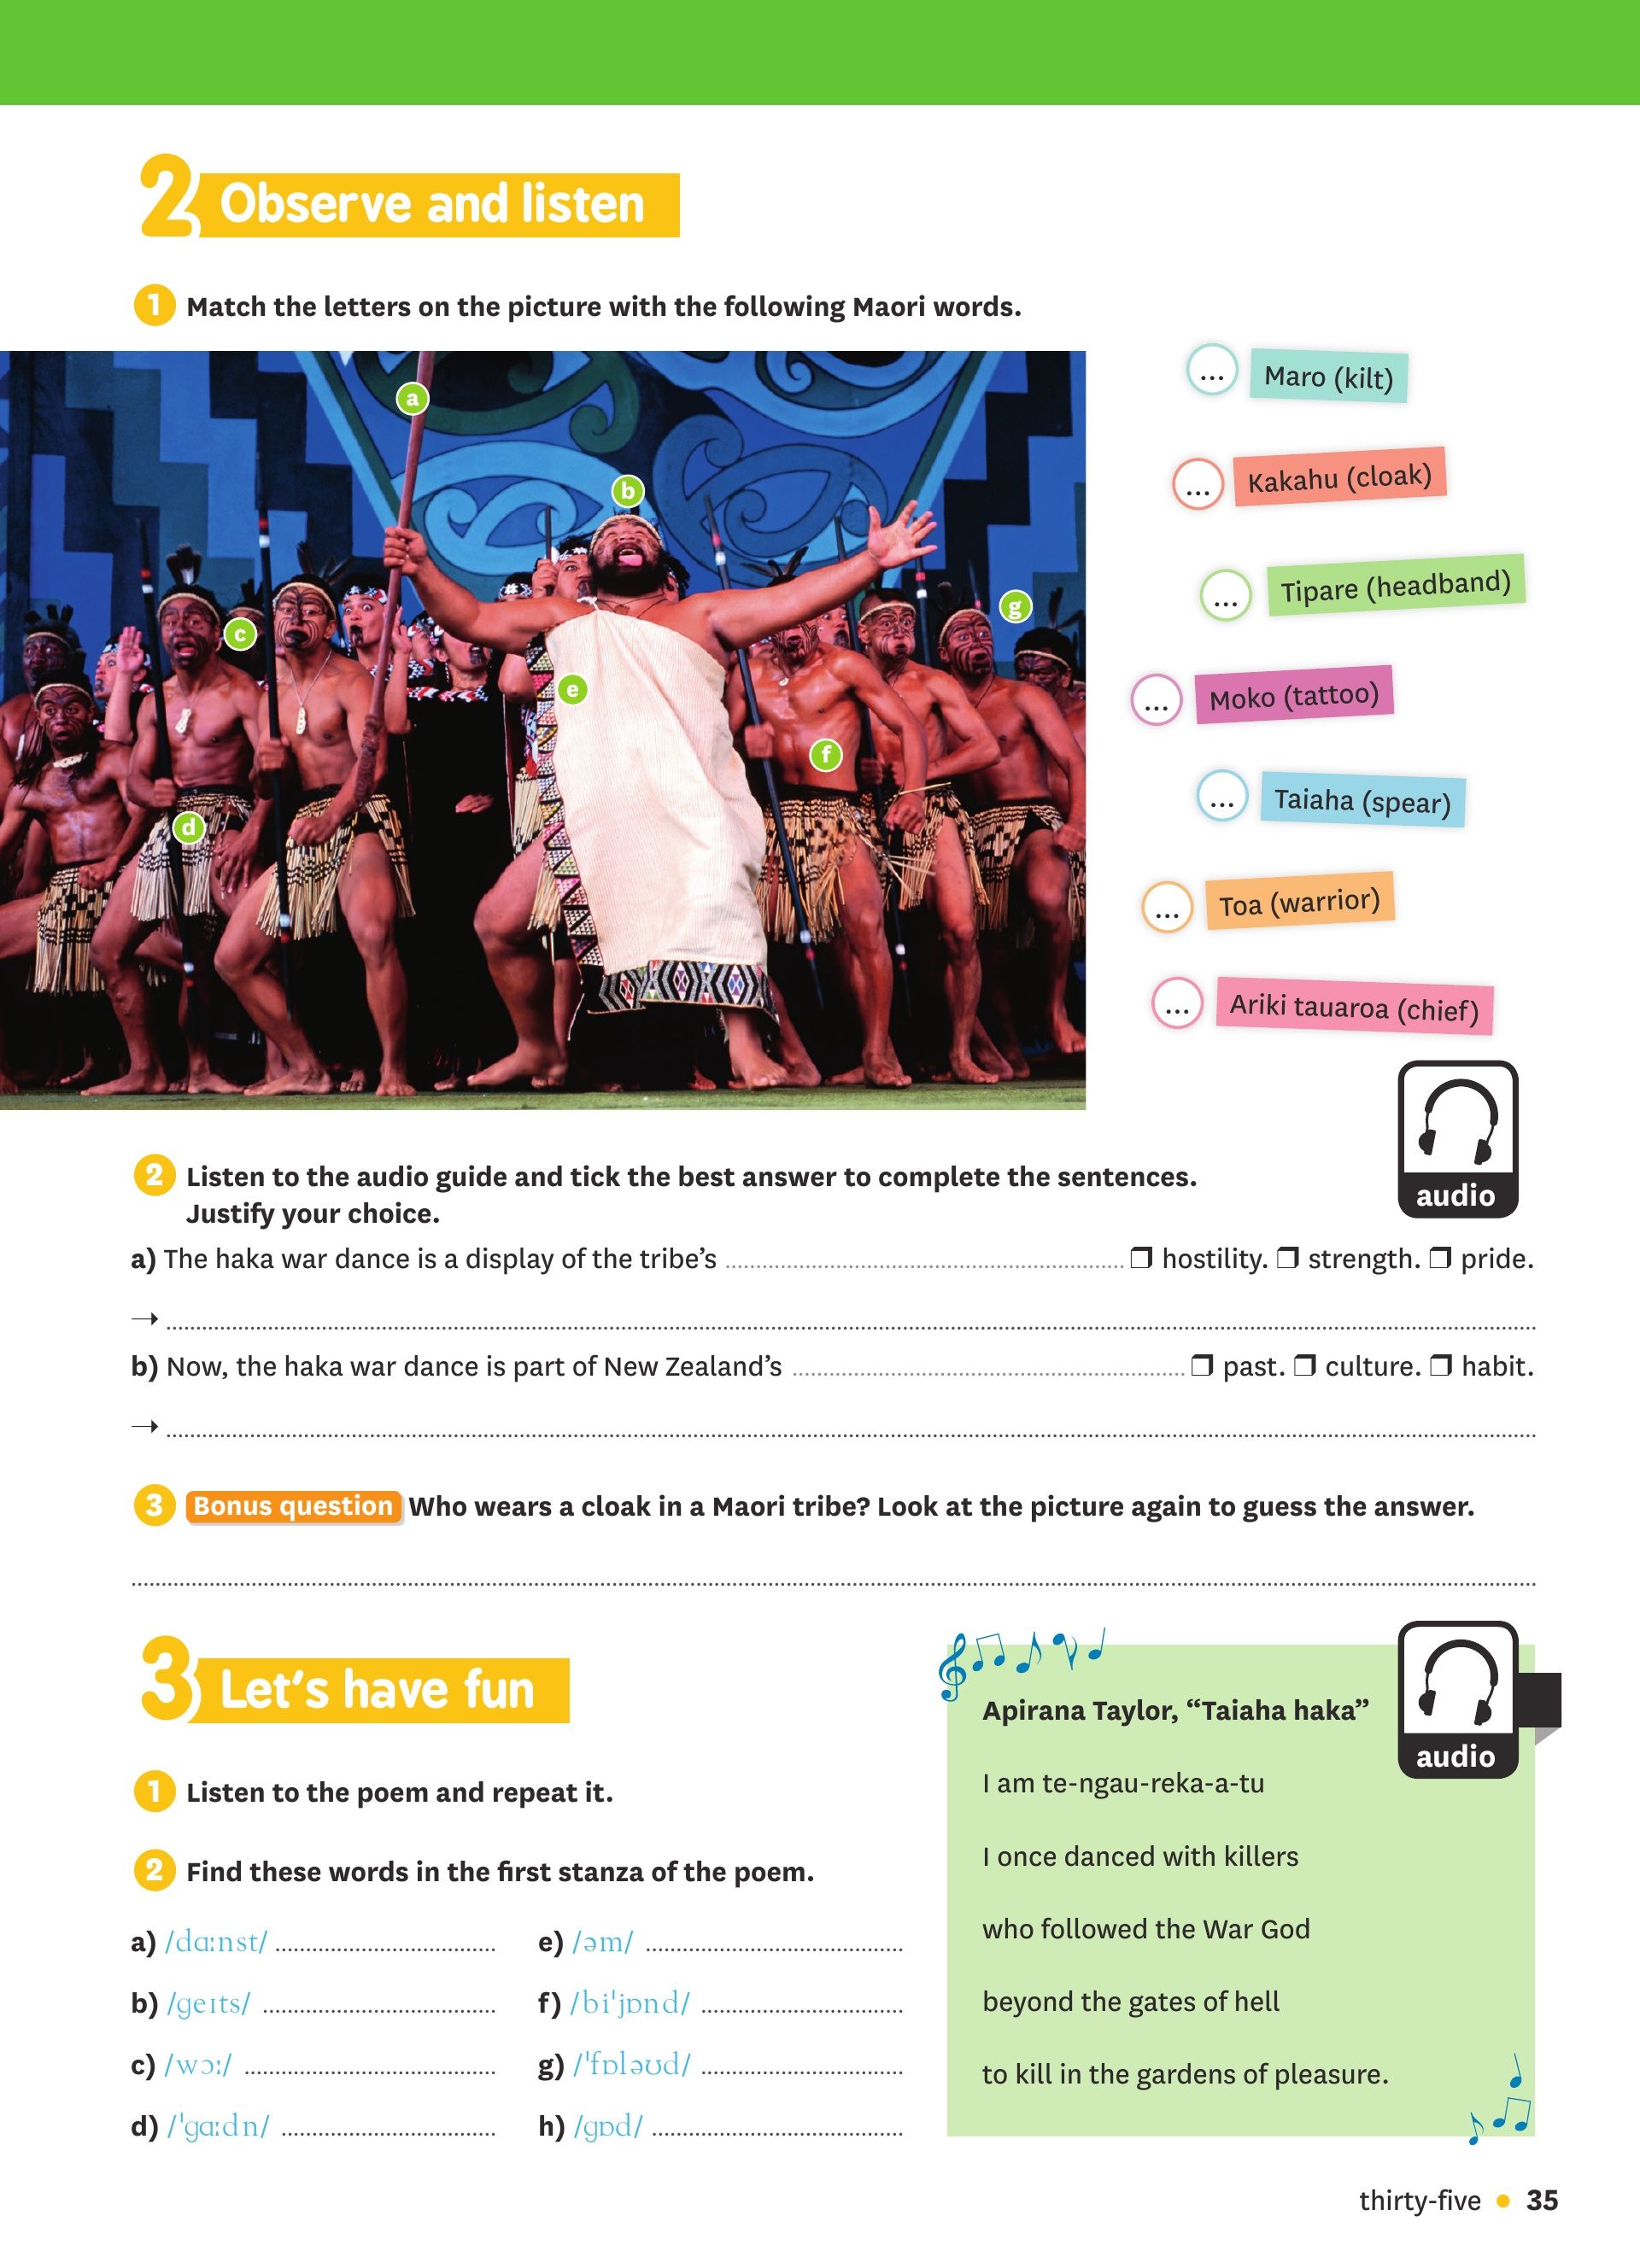 2 Observe and listen
1 Match the letters on the picture with the following Maori words.
a
b
c
d
e
f
g
... Maro (kilt)
... Kakahu (cloak)
... Tipare (headband)
... Moko (tattoo)
... Taiaha (spear)
... Toa (warrior)
... Ariki tauaroa (chief)
audio
2 Listen to the audio guide and tick the best answer to complete the sentences.
Justify your choice.
a) The haka war dance is a display of the tribe’s ........................................ ❒ hostility. ❒ strength. ❒ pride.
→ ........................................
b) Now, the haka war dance is part of New Zealand’s ........................................ ❒ past. ❒ culture. ❒ habit.
→ ........................................
3 Bonus question Who wears a cloak in a Maori tribe? Look at the picture again to guess the answer.
........................................
3 Let’s have fun
1 Listen to the poem and repeat it.
2 Find these words in the first stanza of the poem.
a) /dɑːnst/ ........................................
b) /geɪts/ ........................................
c) /wɔː/ ........................................
d) /ˈgɑːdn/ ........................................
e) /əm/ ........................................
f) /biˈjɒnd/ ........................................
g) /ˈfɒləʊd/ ........................................
h) /gɒd/ ........................................
audio
Apirana Taylor, “Taiaha haka”
I am te-ngau-reka-a-tu
I once danced with killers
who followed the War God
beyond the gates of hell
to kill in the gardens of pleasure.
thirty-five • 35